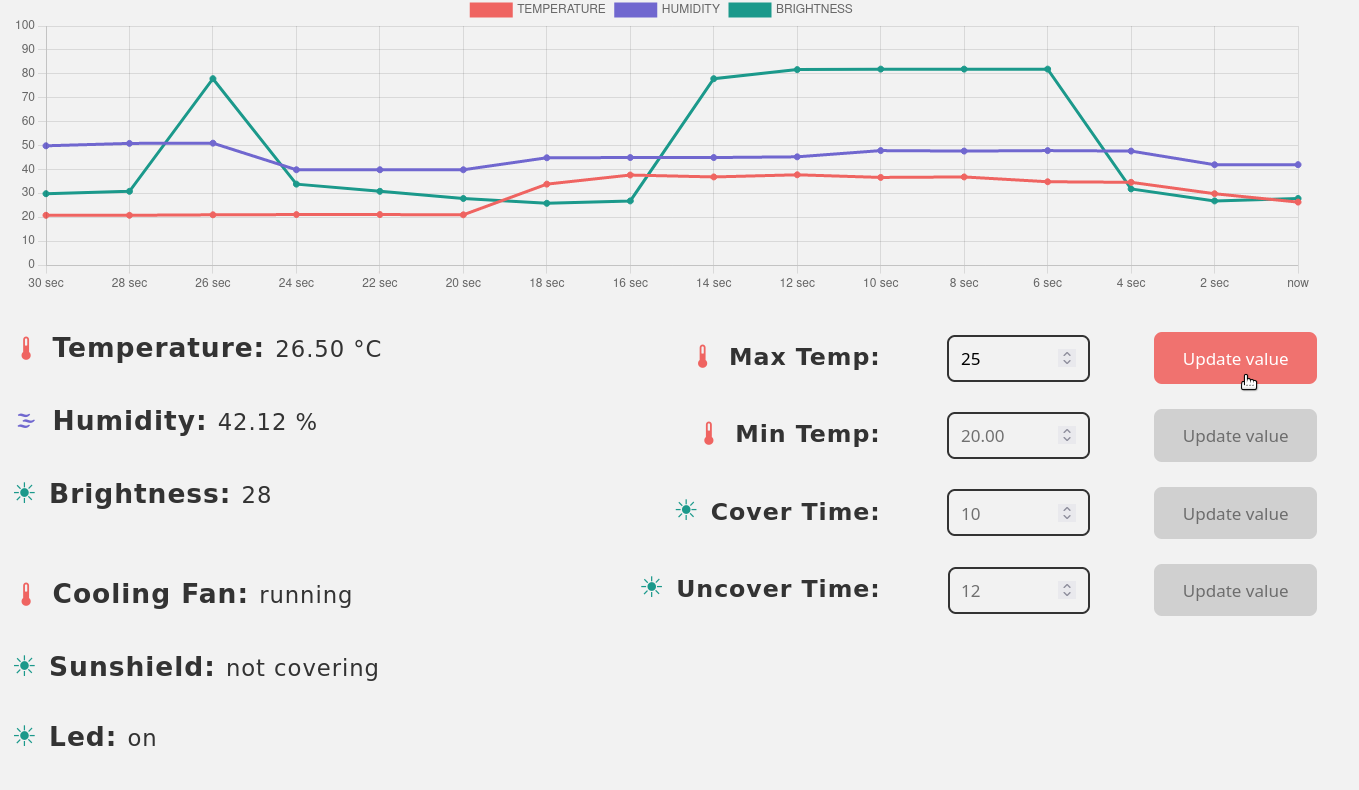 TEMPERATURE HUMIDITY BRIGHTNESS
100
90
80
70
60
50
40
30
20
10
0
30 sec 28 sec 26 sec 24 sec 22 sec 20 sec 18 sec 16 sec 14 sec 12 sec 10 sec 8 sec 6 sec 4 sec 2 sec now
Temperature: 26.50 °C
Humidity: 42.12 %
Brightness: 28
Cooling Fan: running
Sunshield: not covering
Led: on
Max Temp: 25 Update value
Min Temp: 20.00 Update value
Cover Time: 10 Update value
Uncover Time: 12 Update value